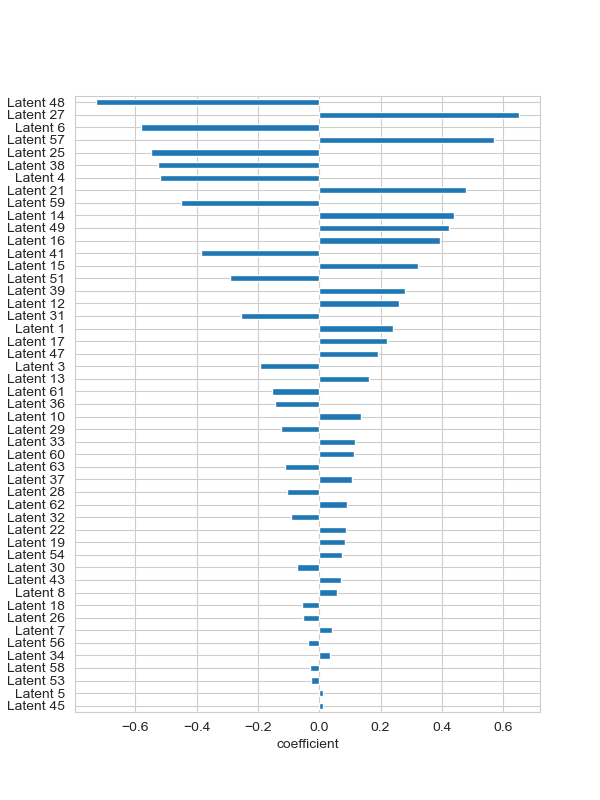 Latent 48
Latent 27
Latent 6
Latent 57
Latent 25
Latent 38
Latent 4
Latent 21
Latent 59
Latent 14
Latent 49
Latent 16
Latent 41
Latent 15
Latent 51
Latent 39
Latent 12
Latent 31
Latent 1
Latent 17
Latent 47
Latent 3
Latent 13
Latent 61
Latent 36
Latent 10
Latent 29
Latent 33
Latent 60
Latent 63
Latent 37
Latent 28
Latent 62
Latent 32
Latent 22
Latent 19
Latent 54
Latent 30
Latent 43
Latent 8
Latent 18
Latent 26
Latent 7
Latent 56
Latent 34
Latent 58
Latent 53
Latent 5
Latent 45
−0.6 −0.4 −0.2 0.0 0.2 0.4 0.6
coefficient